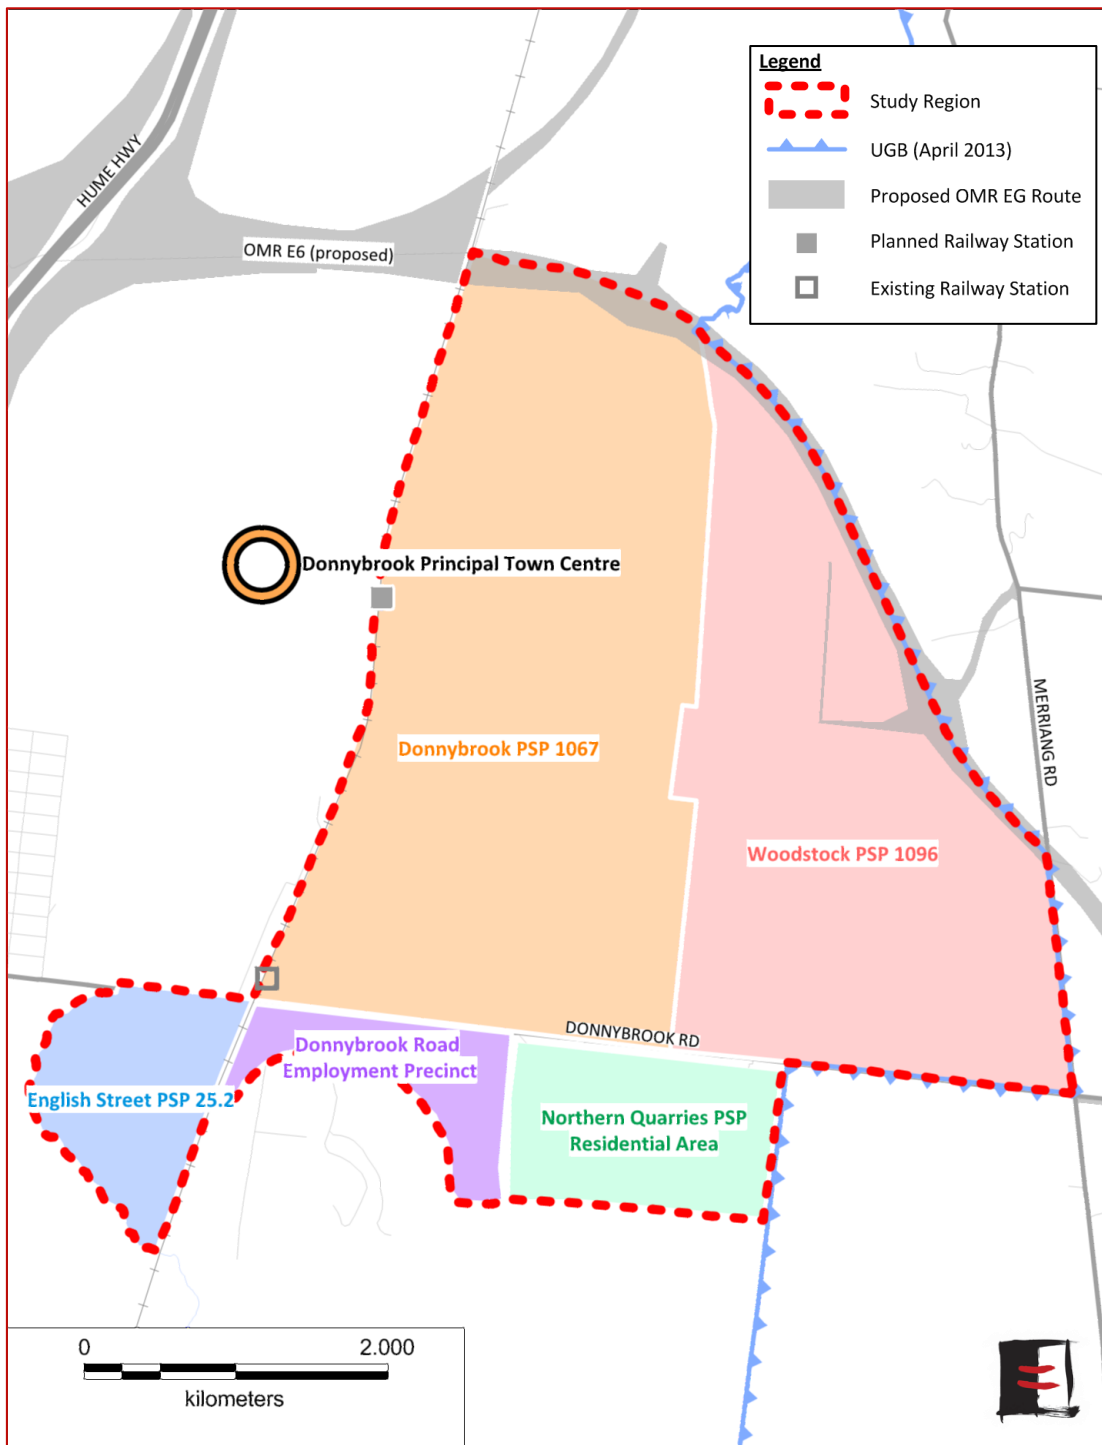 Legend
Study Region
UGB (April 2013)
Proposed OMR EG Route
Planned Railway Station
Existing Railway Station
HUME HWY
OMR E6 (proposed)
Donnybrook Principal Town Centre
MERRIANG RD
Donnybrook PSP 1067
Woodstock PSP 1096
DONNYBROOK RD
Donnybrook Road
Employment Precinct
English Street PSP 25.2
Northern Quarries PSP
Residential Area
0
2.000
kilometers